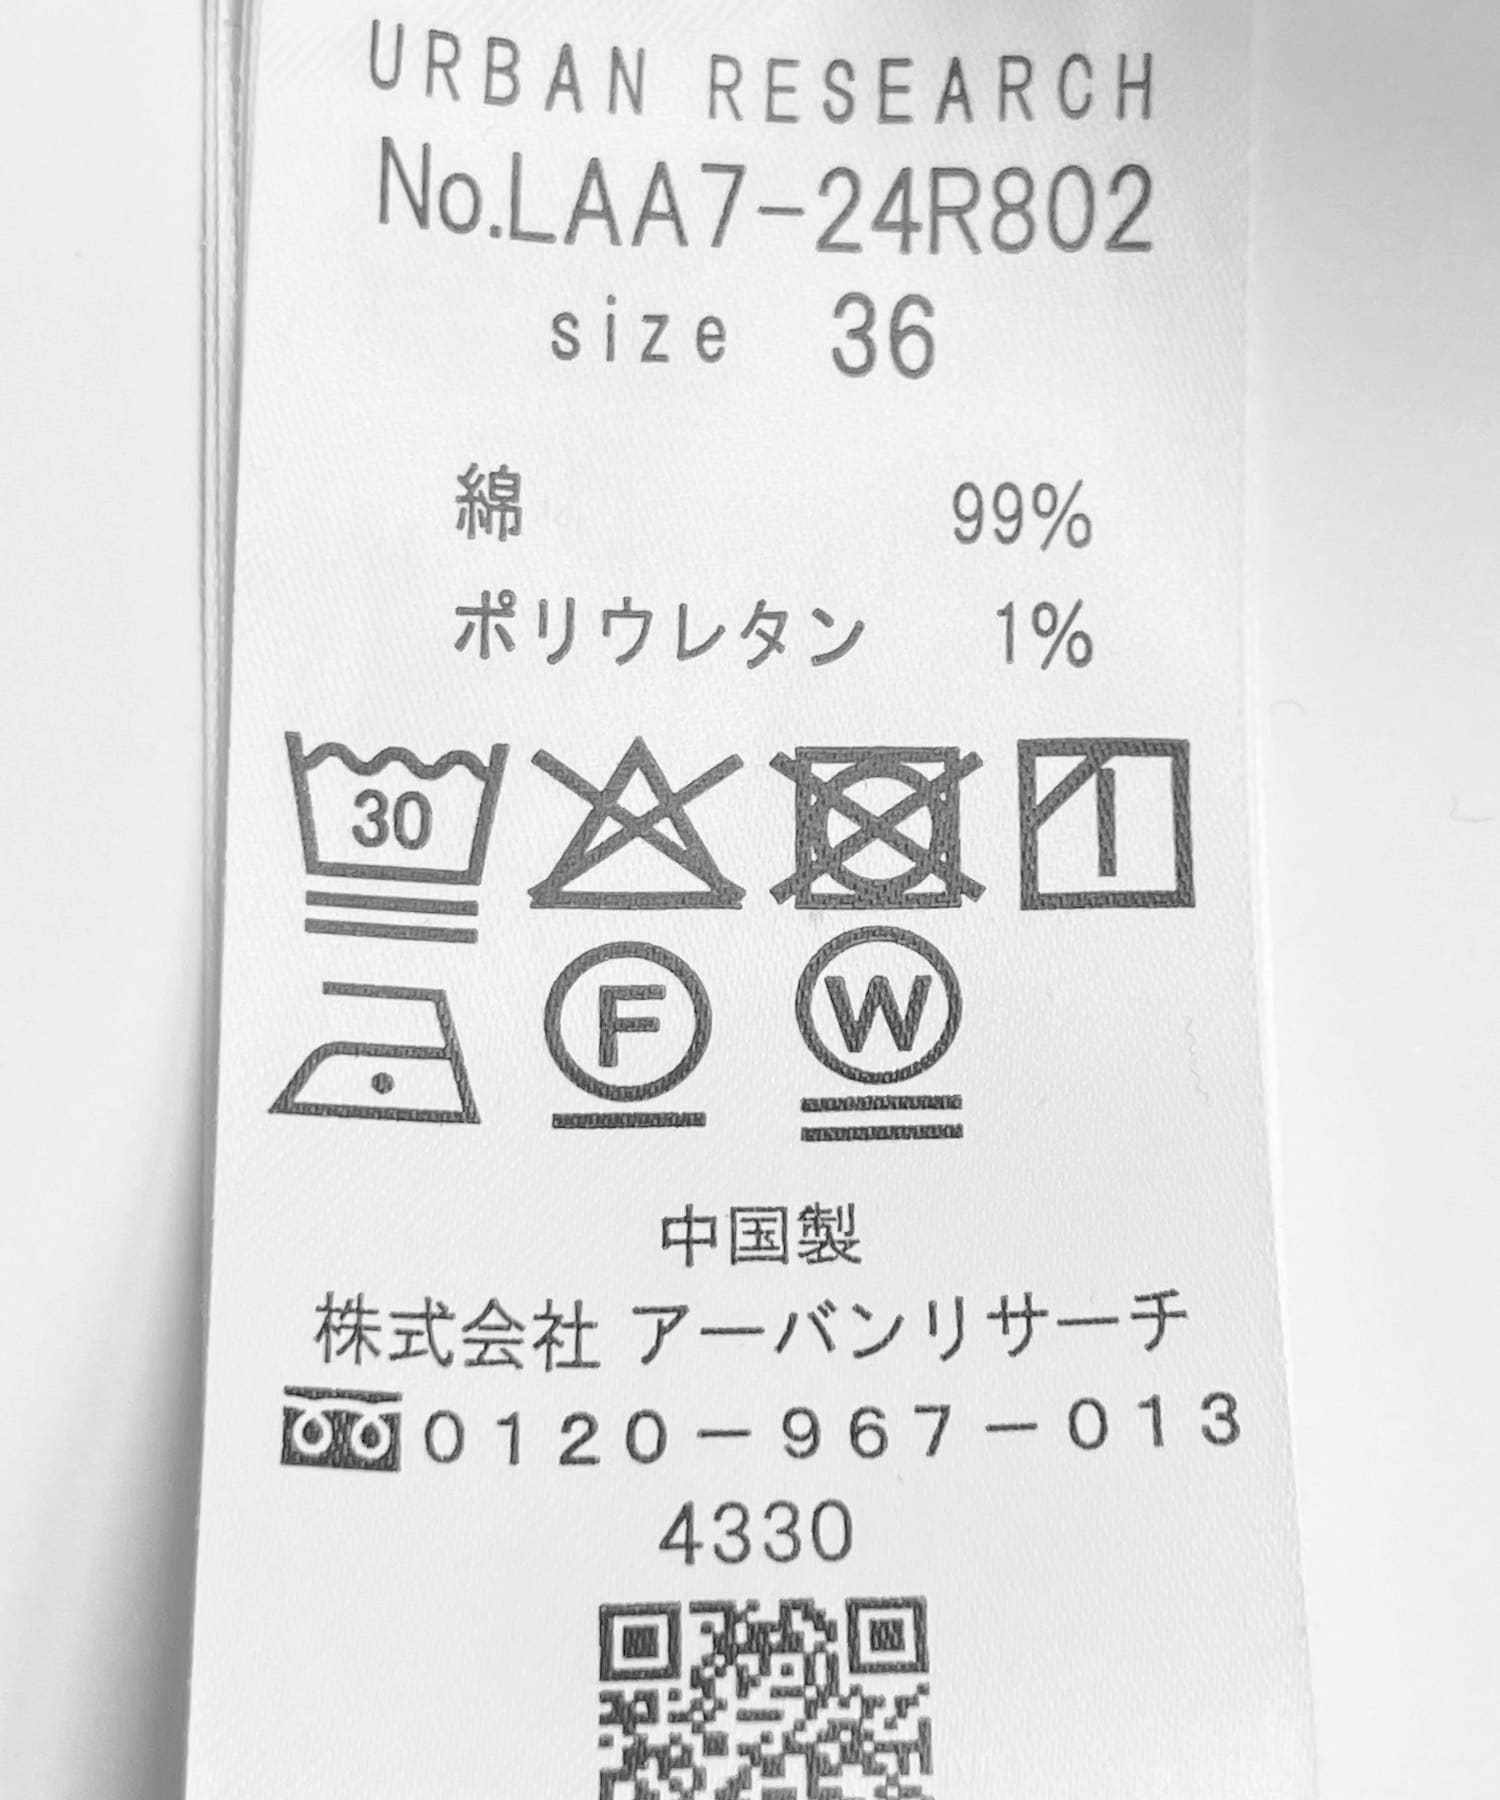 URBAN RESEARCH
No.LAA7-24R802
size 36
綿 99%
ポリウレタン 1%
30
F W
中国製
株式会社 アーバンリサーチ
0120-967-013
4330